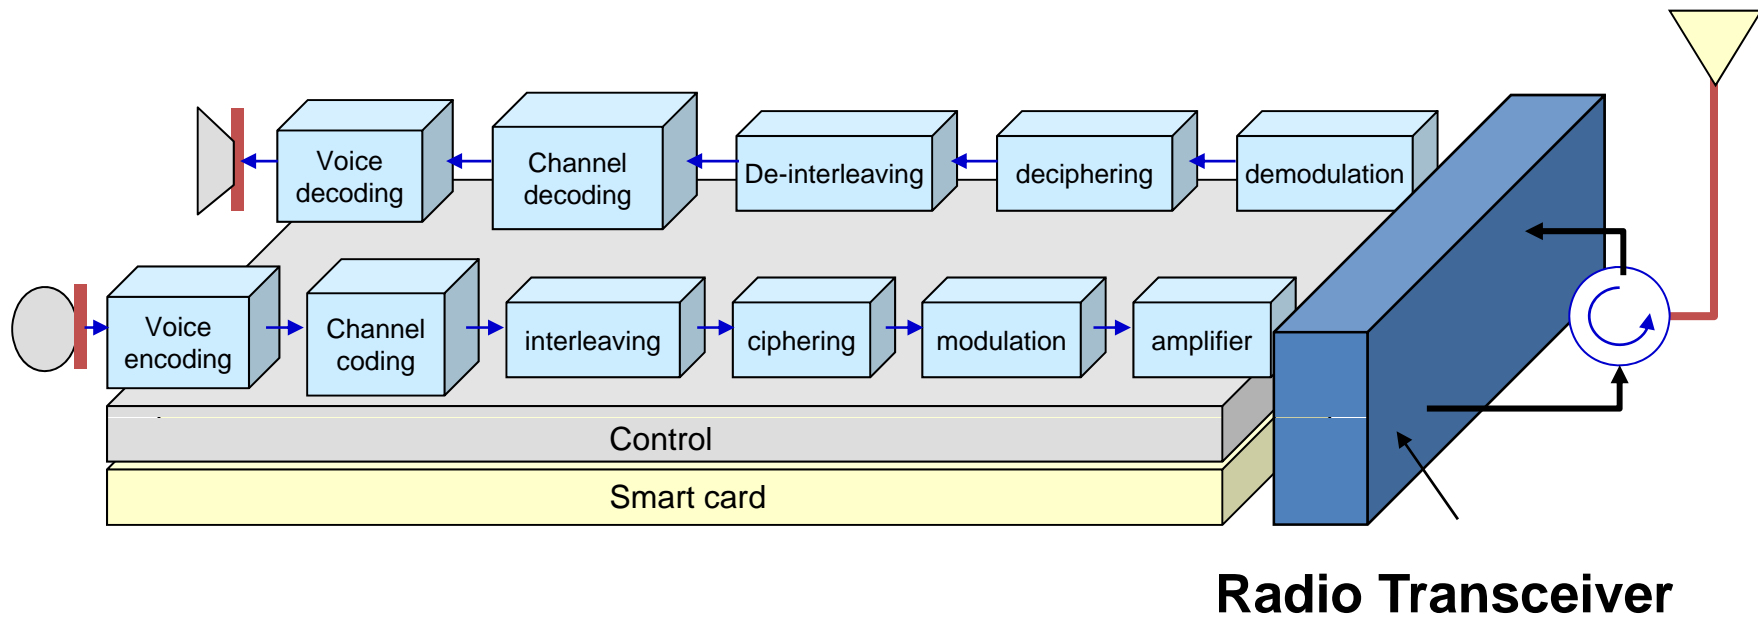 Voice
decoding
Channel
decoding
De-interleaving
deciphering
demodulation
Voice
encoding
Channel
coding
interleaving
ciphering
modulation
amplifier
Control
Smart card
Radio Transceiver